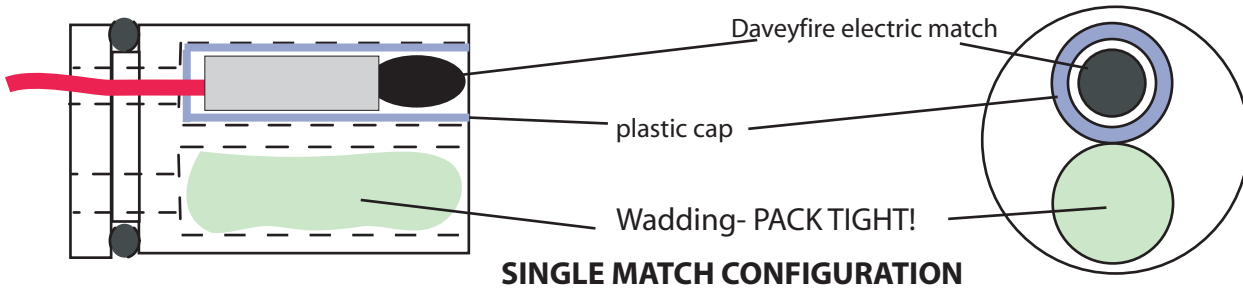 Daveyfire electric match
plastic cap
Wadding- PACK TIGHT!
SINGLE MATCH CONFIGURATION